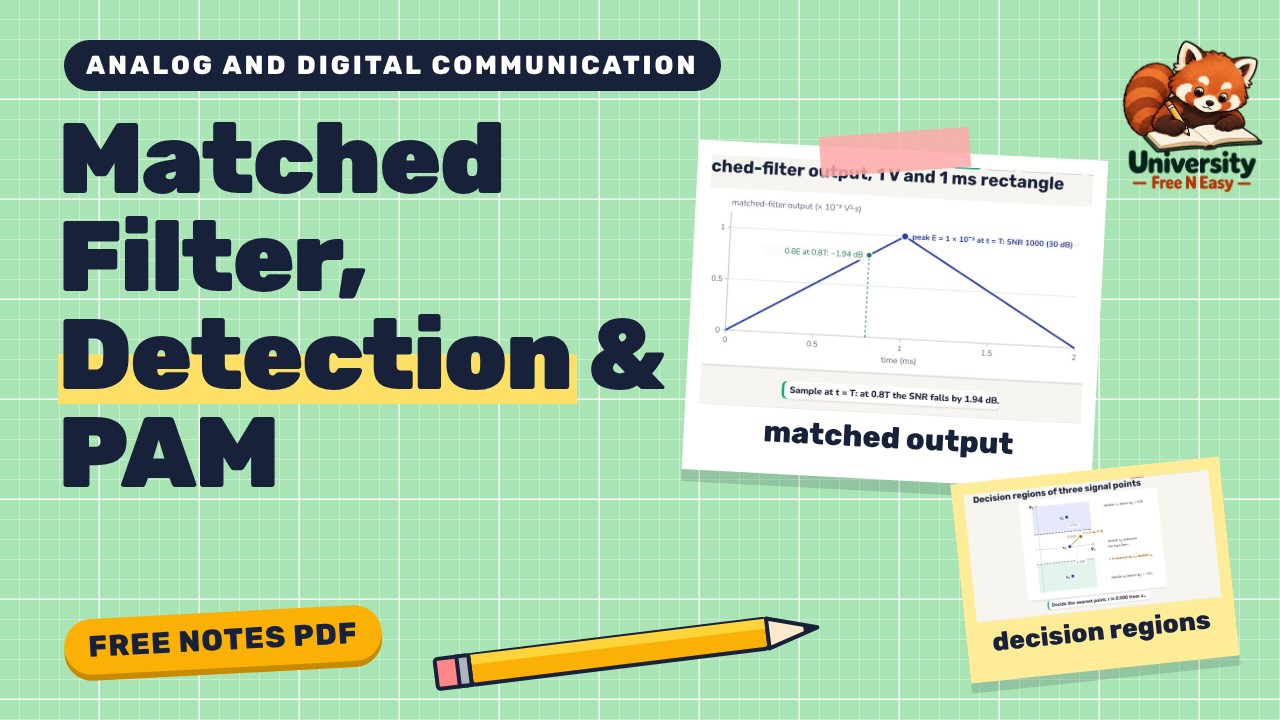 ANALOG AND DIGITAL COMMUNICATION
Matched
Filter,
Detection &
PAM
FREE NOTES PDF
University
Free N Easy
ched-filter output, 1 V and 1 ms rectangle
matched-filter output (× 10⁻³ V²·s)
1
peak E = 1 × 10⁻³ at t = T: SNR 1000 (30 dB)
0.8E at 0.8T: −1.94 dB
0.5
0
0
0.5
1
1.5
2
time (ms)
Sample at t = T: at 0.8T the SNR falls by 1.94 dB.
matched output
Decision regions of three signal points
decision regions